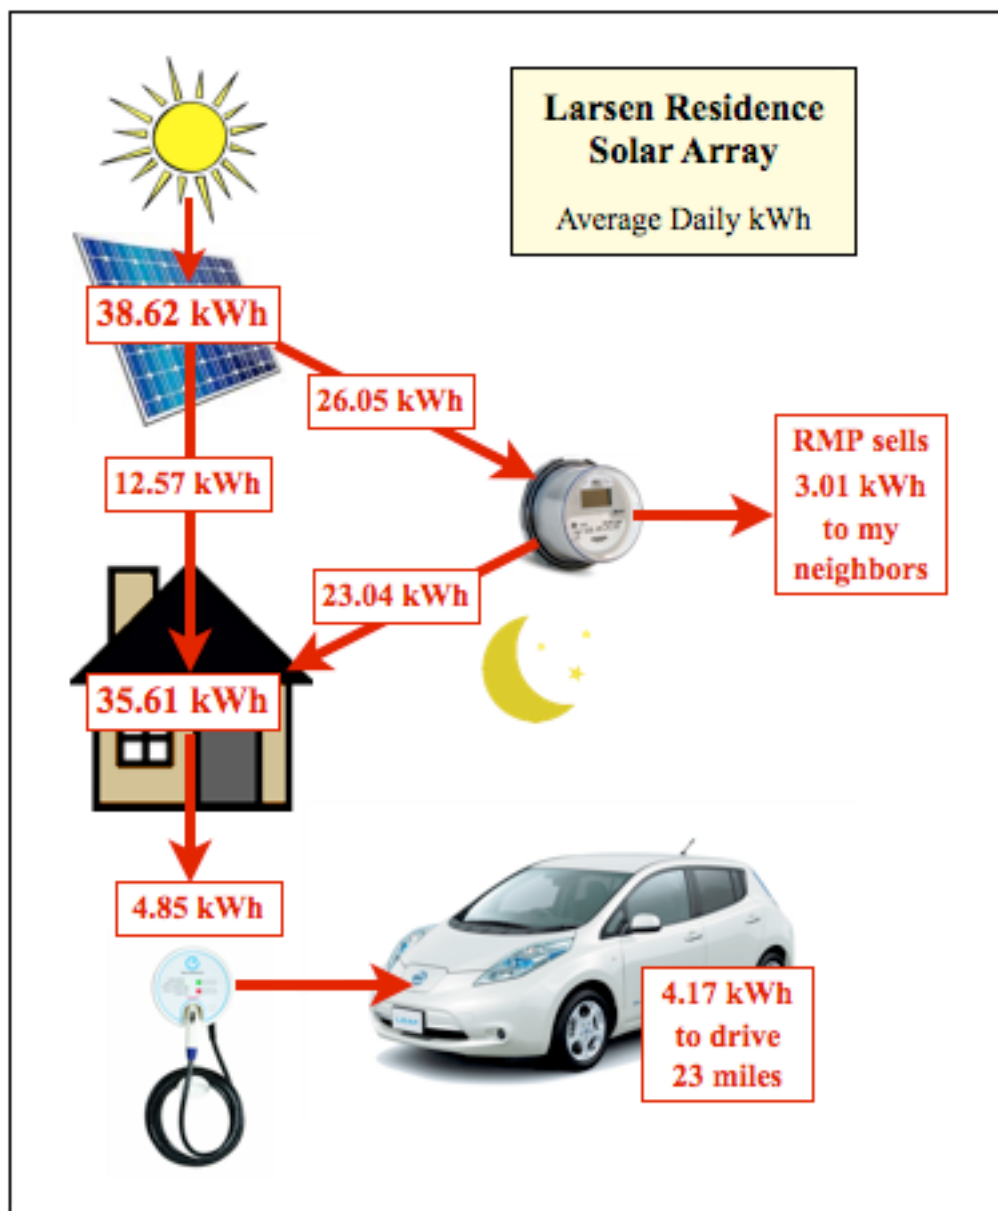 Larsen Residence
Solar Array
Average Daily kWh
38.62 kWh
26.05 kWh
12.57 kWh
RMP sells
3.01 kWh
to my
neighbors
23.04 kWh
35.61 kWh
4.85 kWh
4.17 kWh
to drive
23 miles